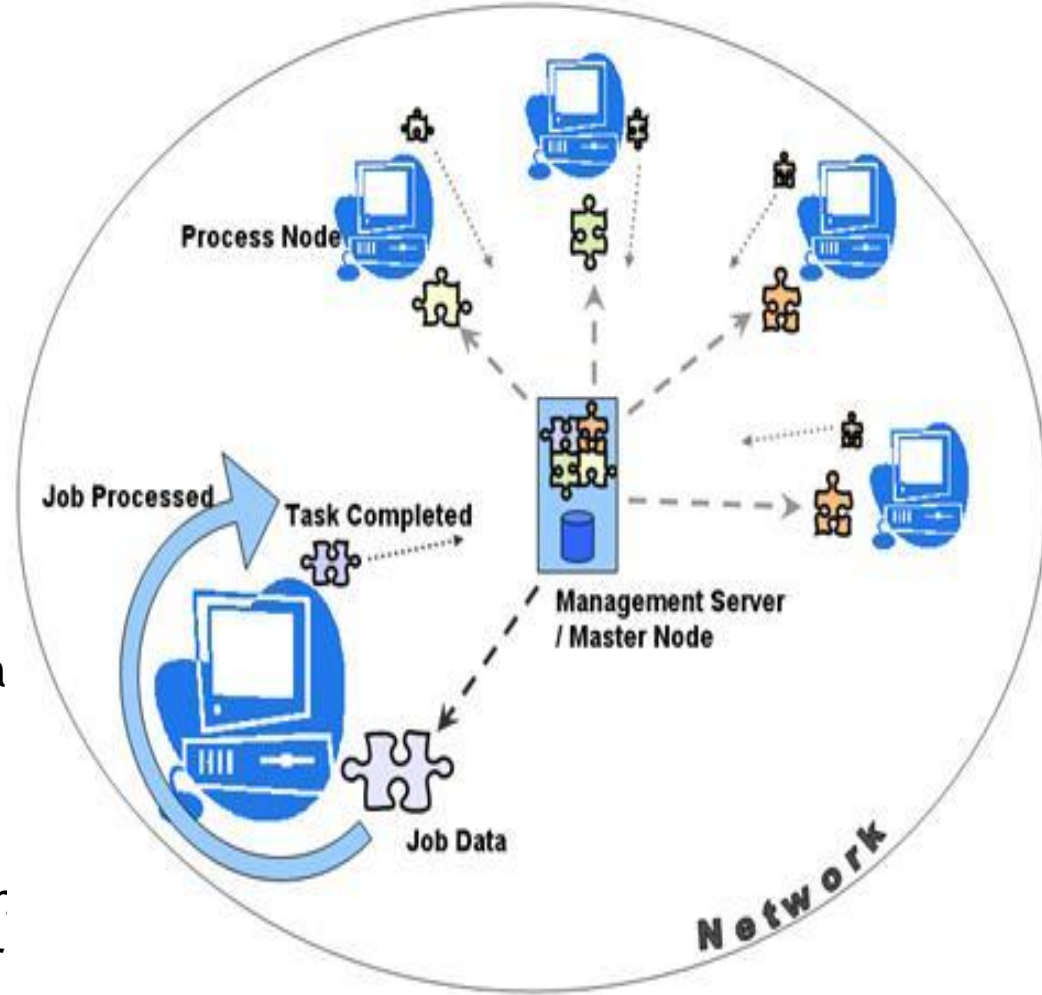 Process Node
Job Processed
Task Completed
Management Server
/ Master Node
Job Data
Network